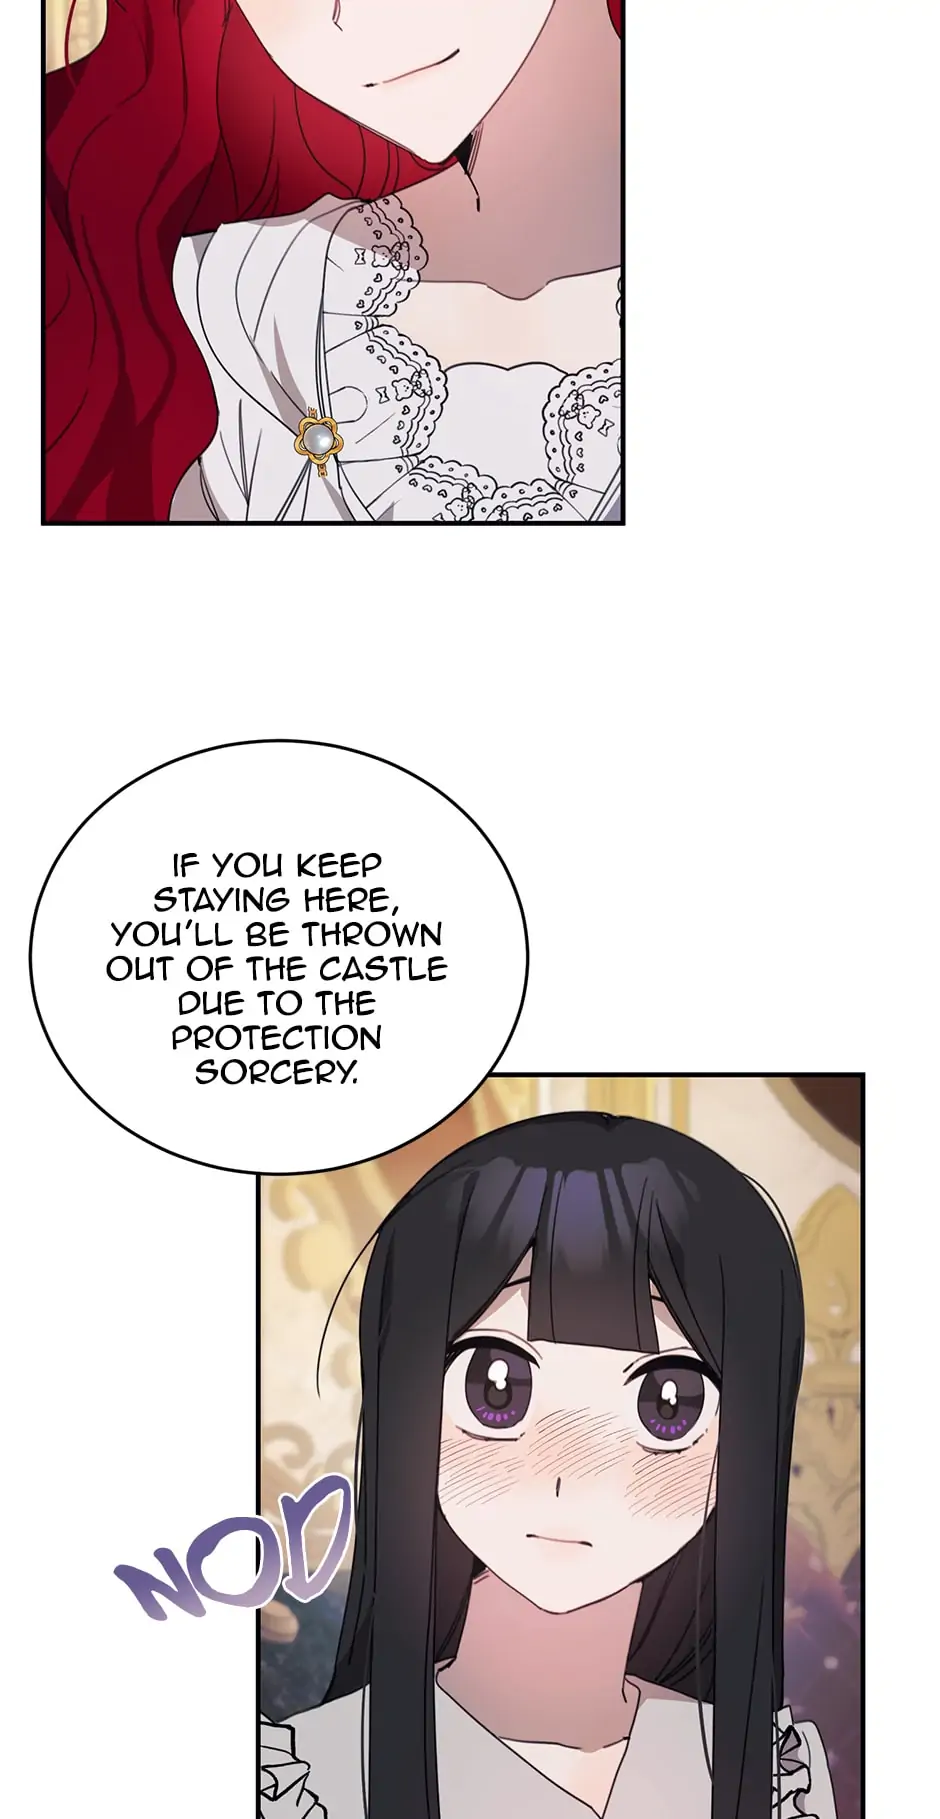 IF YOU KEEP
STAYING HERE,
YOU'LL BE THROWN
OUT OF THE CASTLE
DUE TO THE
PROTECTION
SORCERY.
NOD